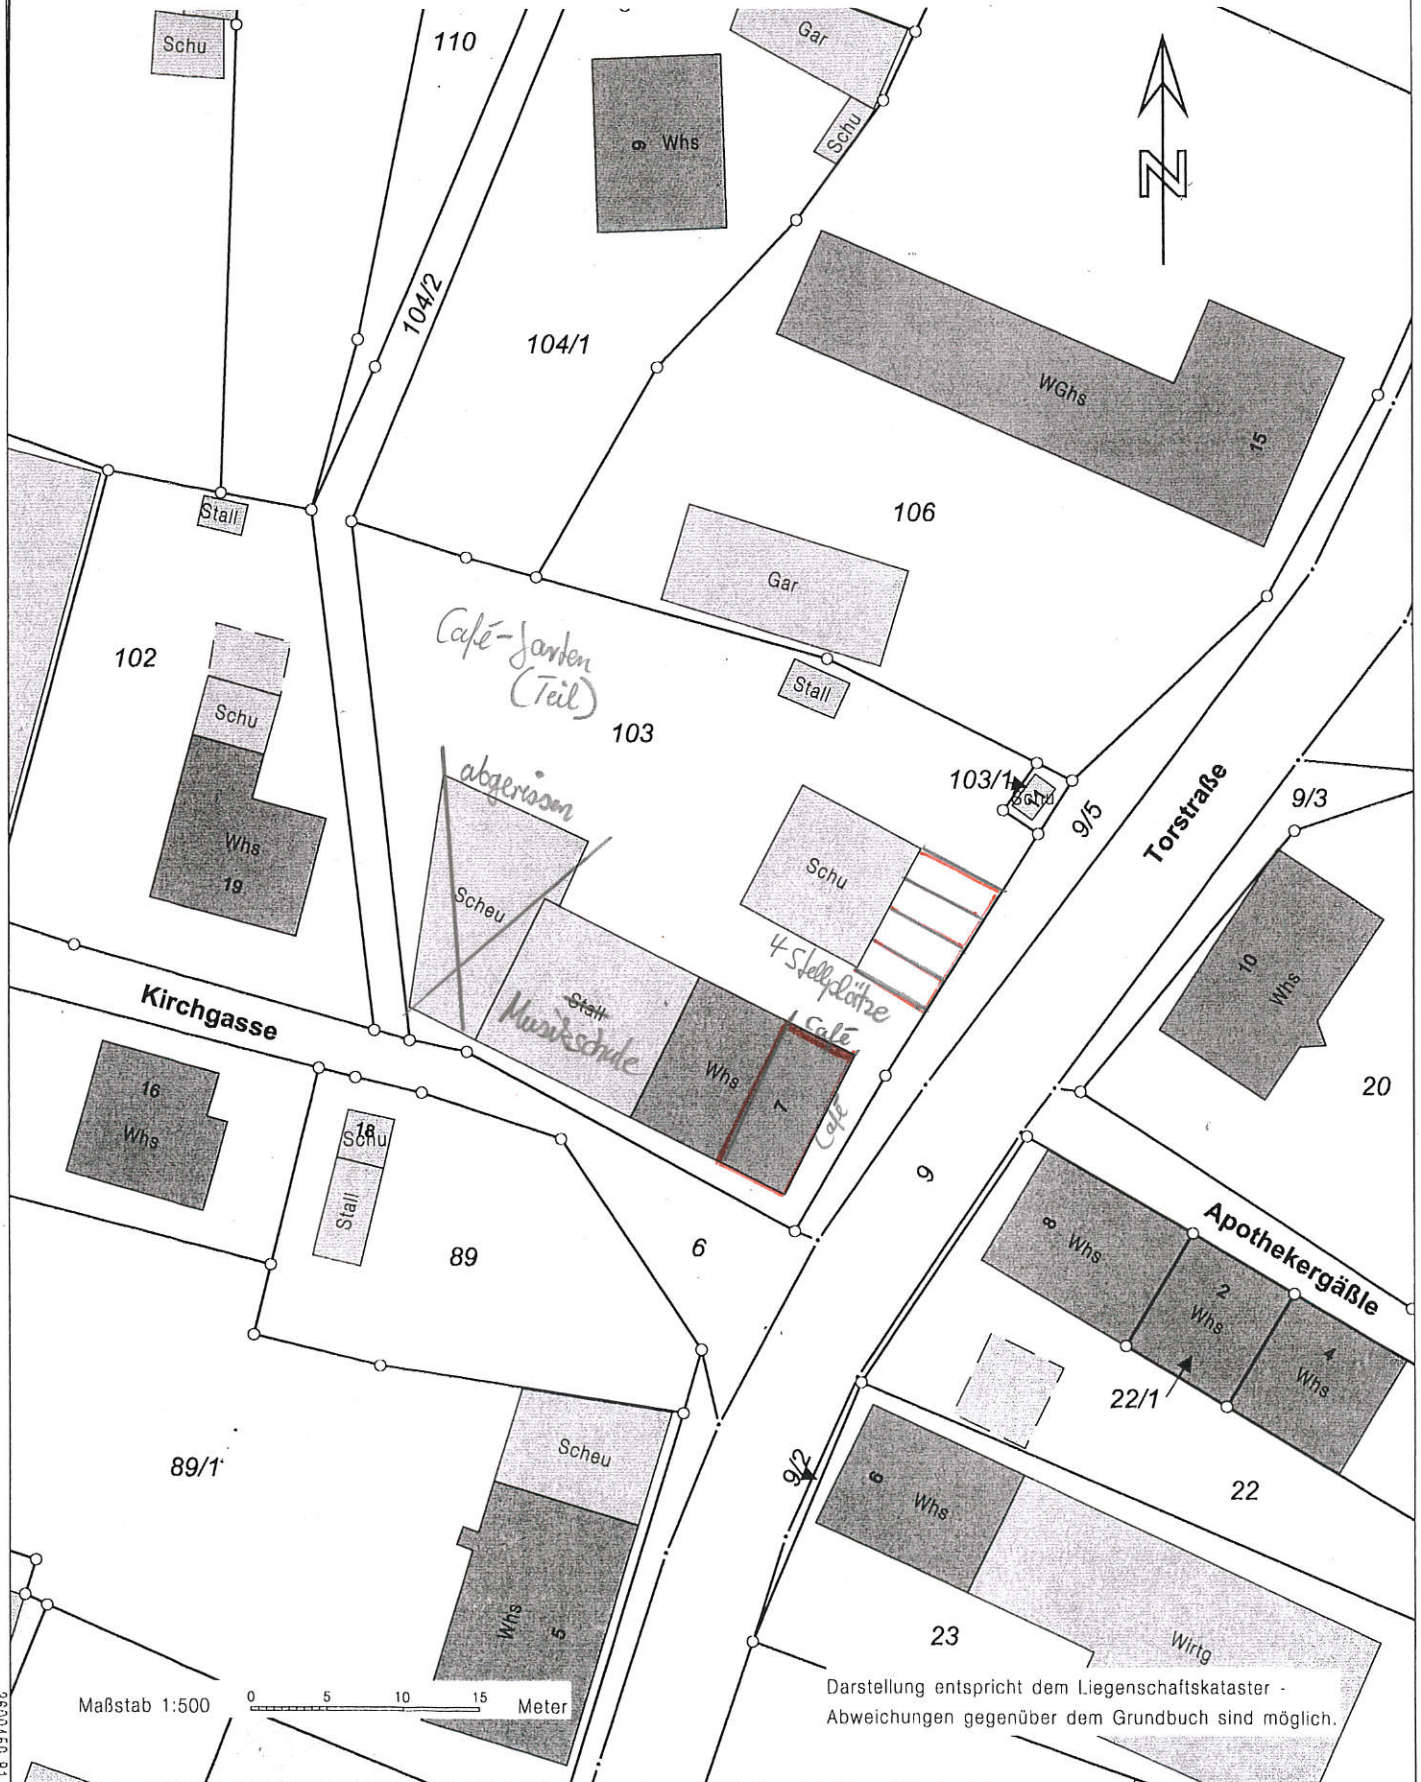 Schu
110
Gar
9 Whs
Schu
N
104/2
104/1
WGhs
15
Stall
106
Gar
Café-Garten
(Teil)
102
Stall
Schu
103
abgerissen
103/1
Schu
9/5
Torstraße
9/3
Whs
19
Scheu
Schu
10
Whs
4 Stellplätze
Kirchgasse
Stall
Musikschule
Café
Whs
7
Café
16
Whs
18
Schu
Stall
20
9
8
Whs
Apothekergäßle
89
6
2
Whs
4
Whs
22/1
89/1
Scheu
9/2
6
Whs
22
Whs
5
23
Wirtg
Maßstab 1:500
0 5 10 15 Meter
Darstellung entspricht dem Liegenschaftskataster -
Abweichungen gegenüber dem Grundbuch sind möglich.